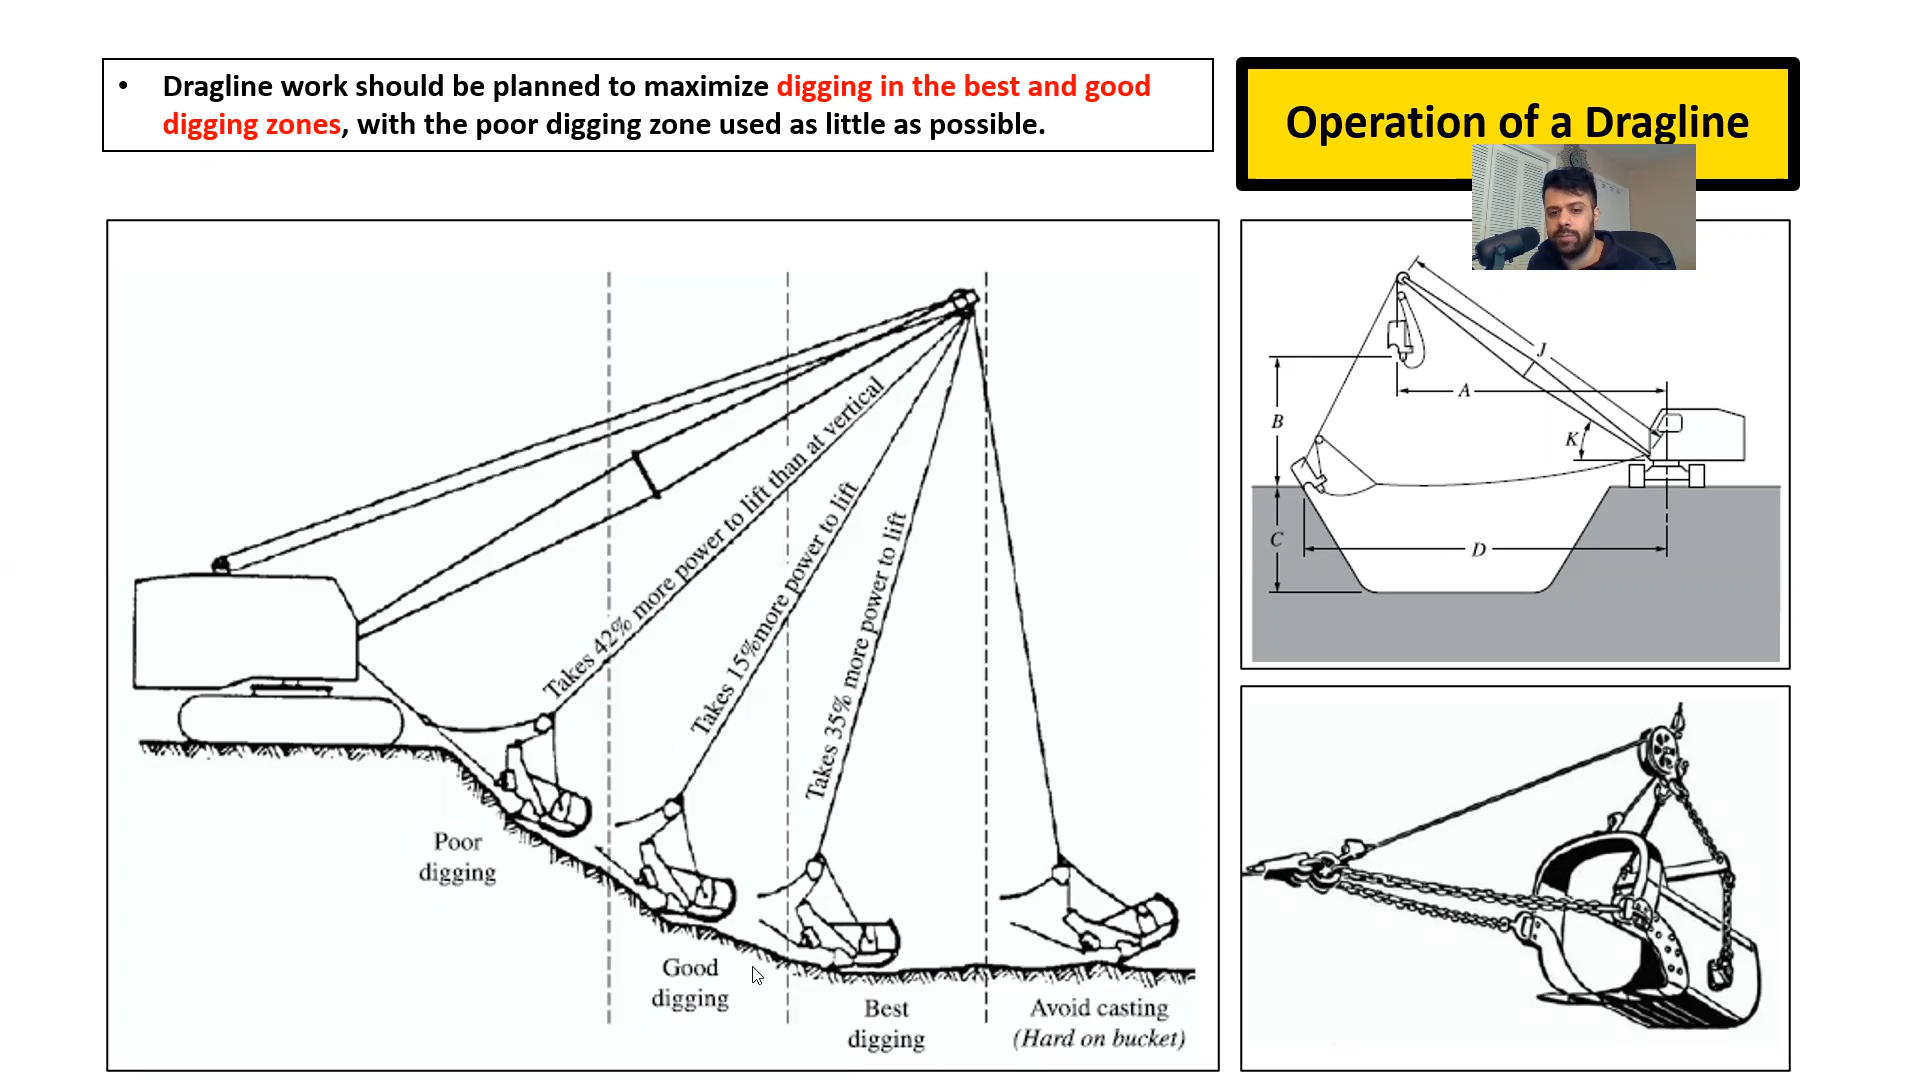 • Dragline work should be planned to maximize digging in the best and good
digging zones, with the poor digging zone used as little as possible.
Operation of a Dragline
Takes 42% more power to lift than at vertical
Takes 15% more power to lift
Takes 35% more power to lift
Poor
digging
Good
digging
Best
digging
Avoid casting
(Hard on bucket)
J
A
B
K
C
D